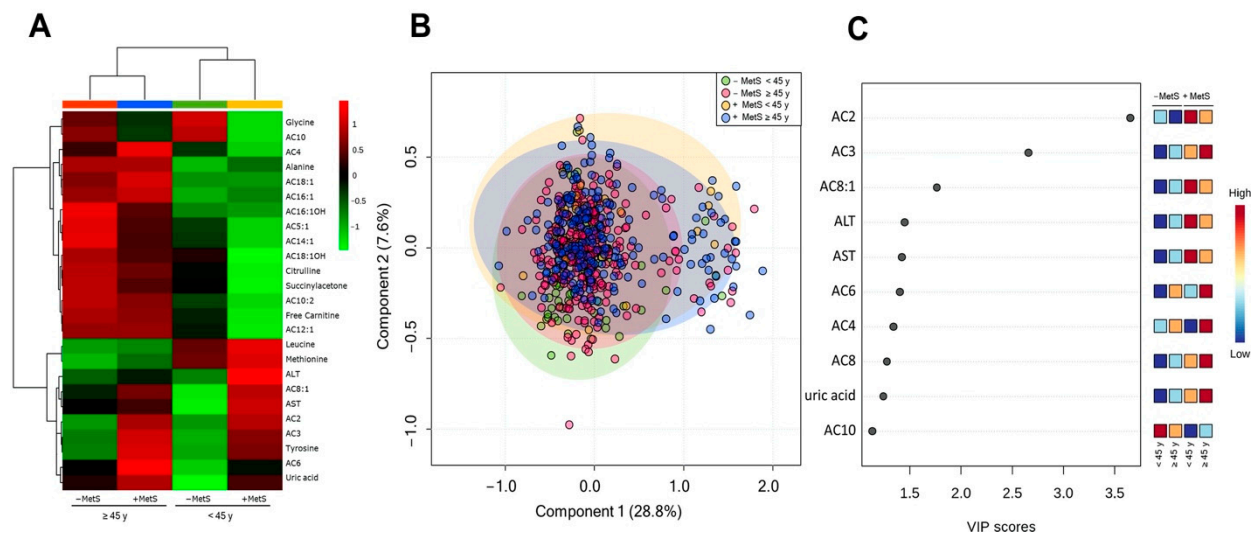 A
Glycine
AC10
AC4
Alanine
AC18:1
AC16:1
AC16:1OH
AC5:1
AC14:1
AC18:1OH
Citrulline
Succinylacetone
AC10:2
Free Carnitine
AC12:1
Leucine
Methionine
ALT
AC8:1
AST
AC2
AC3
Tyrosine
AC6
Uric acid
1
0.5
0
−0.5
−1
−MetS +MetS −MetS +MetS
≥ 45 y < 45 y
B
− MetS < 45 y
− MetS ≥ 45 y
+ MetS < 45 y
+ MetS ≥ 45 y
Component 2 (7.6%)
0.5
0.0
−0.5
−1.0
−1.0 0.0 1.0 2.0
Component 1 (28.8%)
C
−MetS +MetS
AC2
AC3
AC8:1
ALT
AST
AC6
AC4
AC8
uric acid
AC10
High
Low
< 45 y
≥ 45 y
< 45 y
≥ 45 y
1.5 2.0 2.5 3.0 3.5
VIP scores